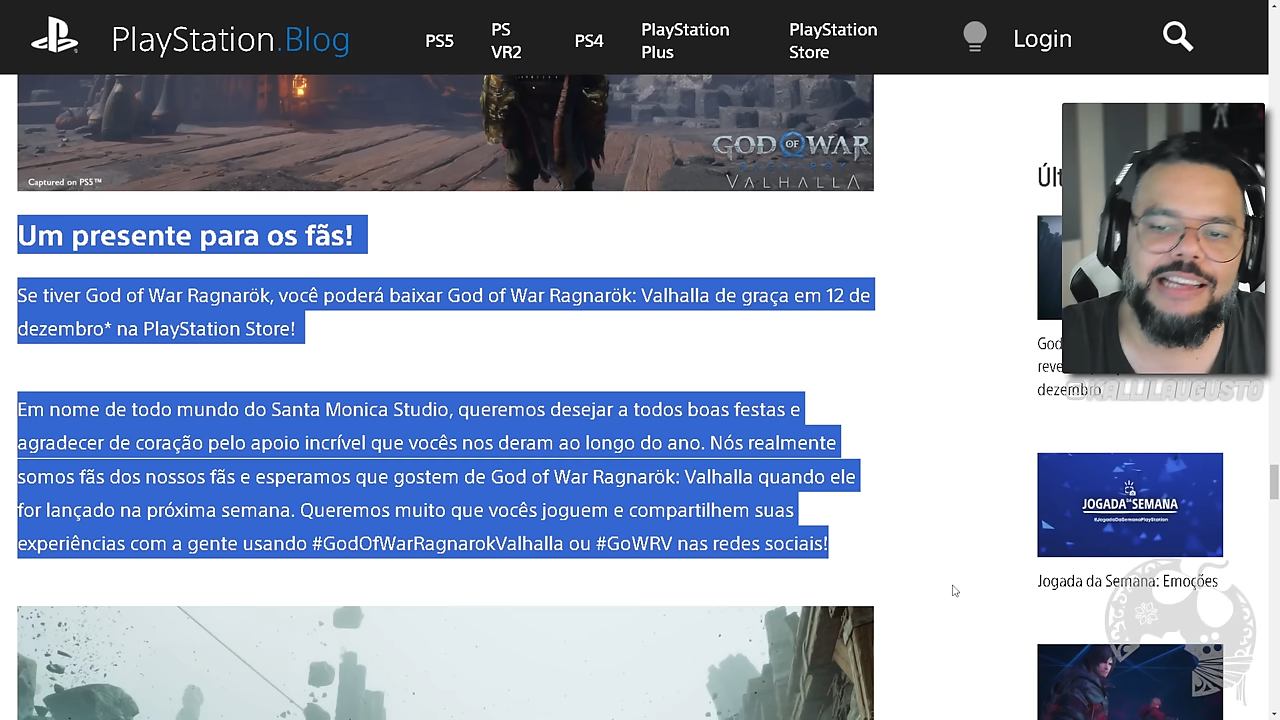 PlayStation.Blog
PS5
PS
VR2
PS4
PlayStation
Plus
PlayStation
Store
Login
Captured on PS5™
GOD OF WAR
VALHALLA
Um presente para os fãs!
Se tiver God of War Ragnarök, você poderá baixar God of War Ragnarök: Valhalla de graça em 12 de
dezembro* na PlayStation Store!
Em nome de todo mundo do Santa Monica Studio, queremos desejar a todos boas festas e
agradecer de coração pelo apoio incrível que vocês nos deram ao longo do ano. Nós realmente
somos fãs dos nossos fãs e esperamos que gostem de God of War Ragnarök: Valhalla quando ele
for lançado na próxima semana. Queremos muito que vocês joguem e compartilhem suas
experiências com a gente usando #GodOfWarRagnarokValhalla ou #GoWRV nas redes sociais!
Últ
God
reve
dezembro
JOGADA DA SEMANA
#JogadaDaSemanaPlayStation
Jogada da Semana: Emoções